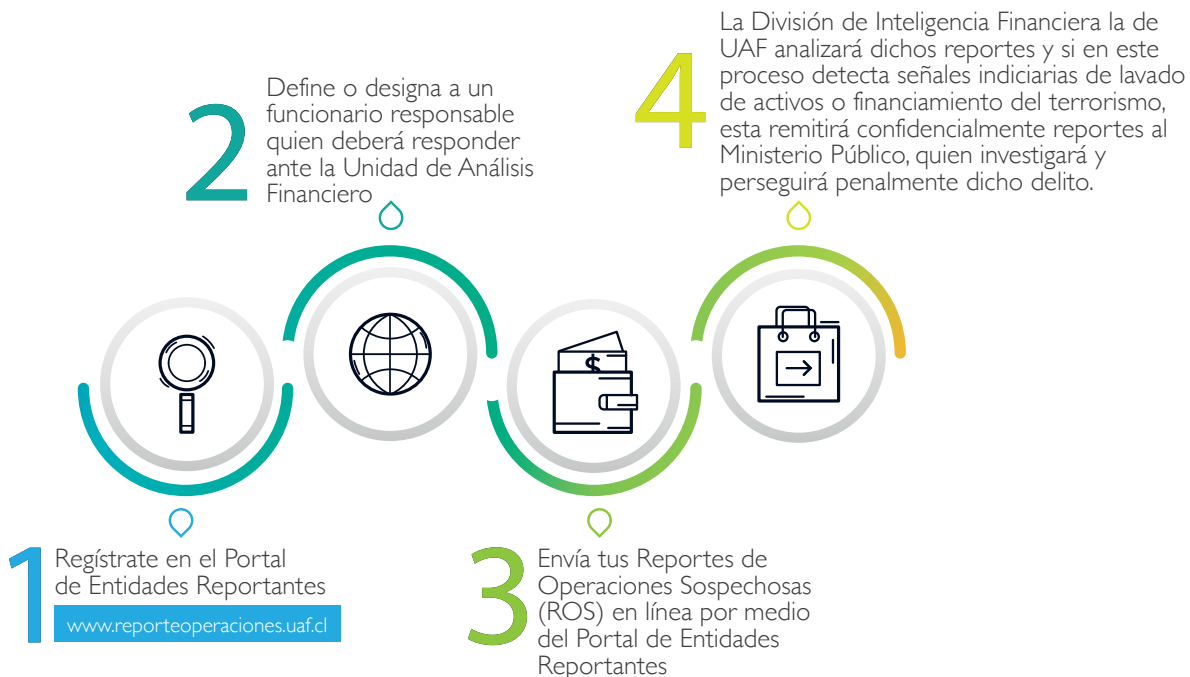 1
Regístrate en el Portal
de Entidades Reportantes
www.reporteoperaciones.uaf.cl
2
Define o designa a un
funcionario responsable
quien deberá responder
ante la Unidad de Análisis
Financiero
3
Envía tus Reportes de
Operaciones Sospechosas
(ROS) en línea por medio
del Portal de Entidades
Reportantes
$
4
La División de Inteligencia Financiera la de
UAF analizará dichos reportes y si en este
proceso detecta señales indiciarias de lavado
de activos o financiamiento del terrorismo,
esta remitirá confidencialmente reportes al
Ministerio Público, quien investigará y
perseguirá penalmente dicho delito.